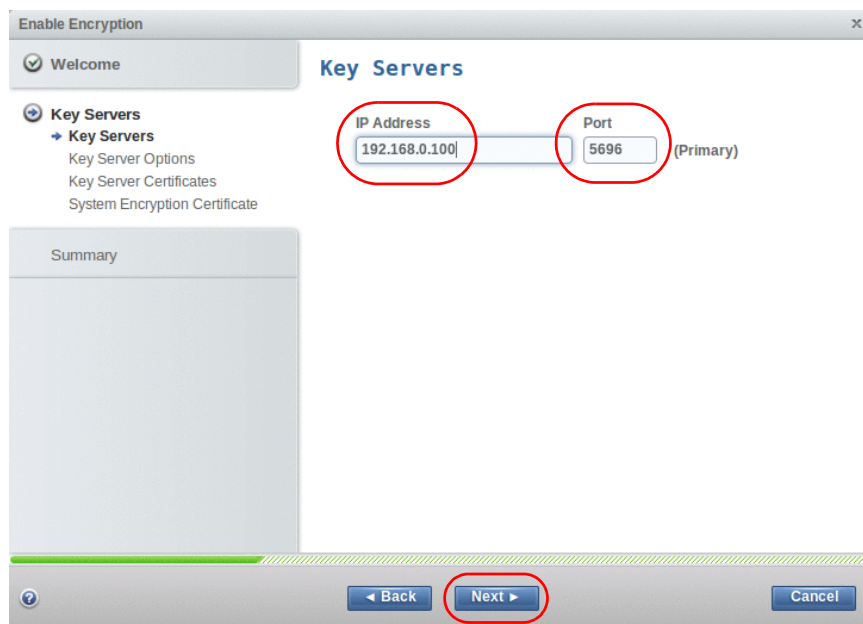 Enable Encryption
Welcome
Key Servers
Key Servers
Key Server Options
Key Server Certificates
System Encryption Certificate
Summary
Key Servers
IP Address Port
192.168.0.100 5696 (Primary)
Back Next Cancel